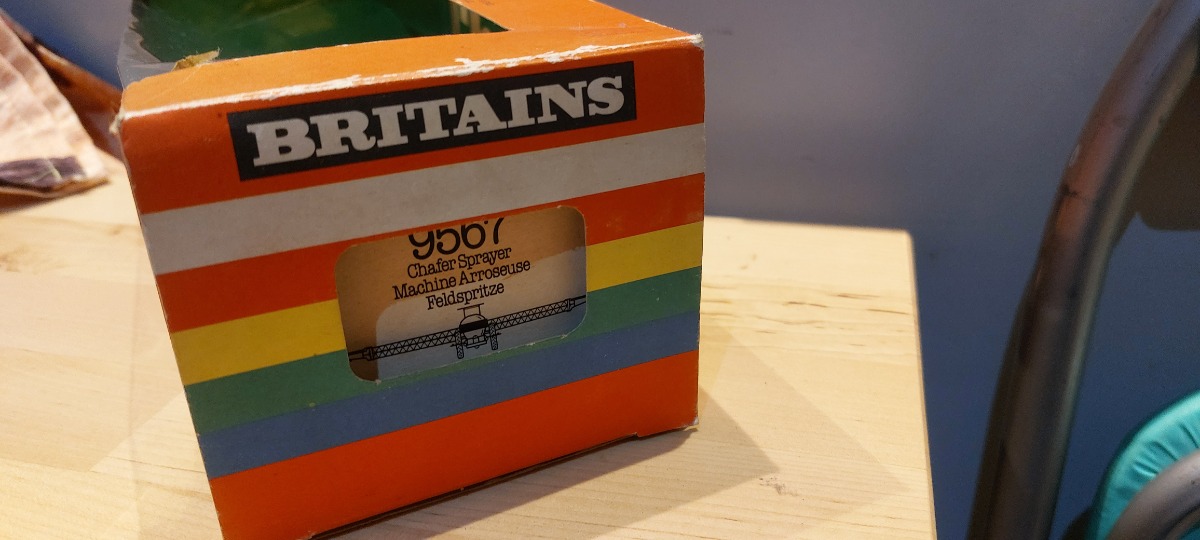 BRITAINS
9567
Chafer Sprayer
Machine Arroseuse
Feldspritze